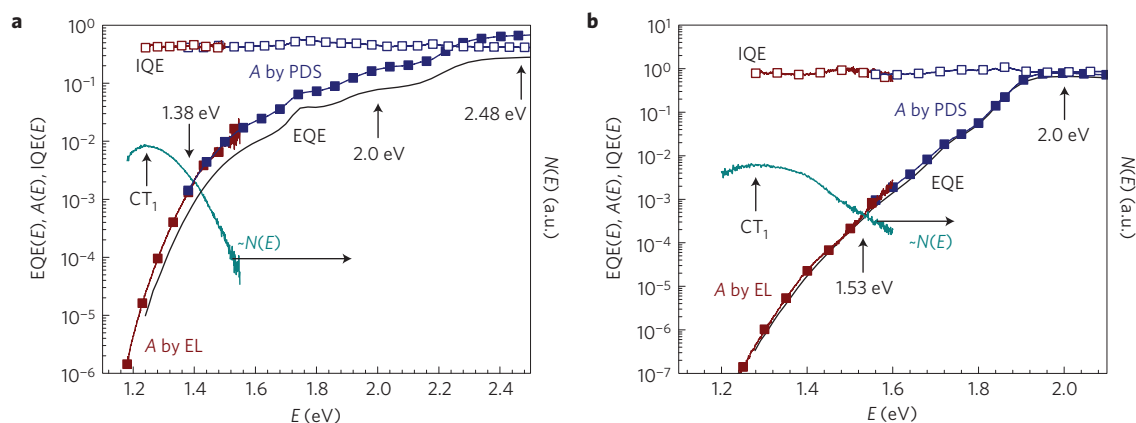 a
EQE(E), A(E), IQE(E)
10⁰
10⁻¹
10⁻²
10⁻³
10⁻⁴
10⁻⁵
10⁻⁶
IQE
A by PDS
1.38 eV
EQE
2.48 eV
2.0 eV
CT₁
~N(E)
A by EL
N(E) (a.u.)
1.2 1.4 1.6 1.8 2.0 2.2 2.4
E (eV)
b
EQE(E), A(E), IQE(E)
10¹
10⁰
10⁻¹
10⁻²
10⁻³
10⁻⁴
10⁻⁵
10⁻⁶
10⁻⁷
IQE
A by PDS
2.0 eV
EQE
CT₁
~N(E)
1.53 eV
A by EL
N(E) (a.u.)
1.2 1.4 1.6 1.8 2.0
E (eV)